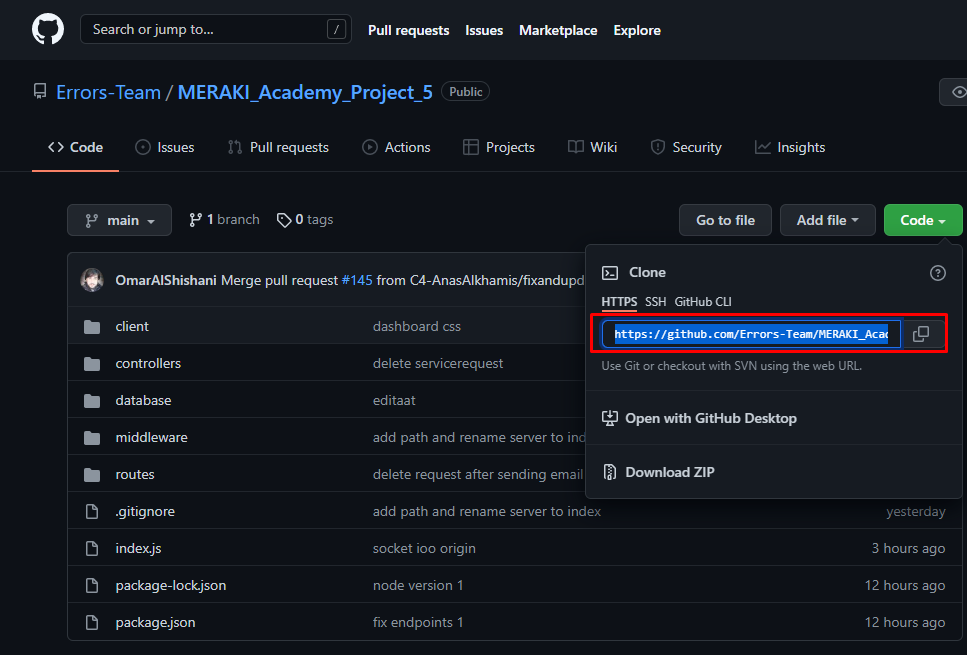 Search or jump to... /
Pull requests Issues Marketplace Explore
Errors-Team / MERAKI_Academy_Project_5 Public
Code Issues Pull requests Actions Projects Wiki Security Insights
main 1 branch 0 tags Go to file Add file Code
OmarAlShishani Merge pull request #145 from C4-AnasAlkhamis/fixandupd
Clone
HTTPS SSH GitHub CLI
https://github.com/Errors-Team/MERAKI_Acad
Use Git or checkout with SVN using the web URL.
Open with GitHub Desktop
Download ZIP
client dashboard css
controllers delete servicerequest
database editaat
middleware add path and rename server to ind
routes delete request after sending email
.gitignore add path and rename server to index yesterday
index.js socket ioo origin 3 hours ago
package-lock.json node version 1 12 hours ago
package.json fix endpoints 1 12 hours ago